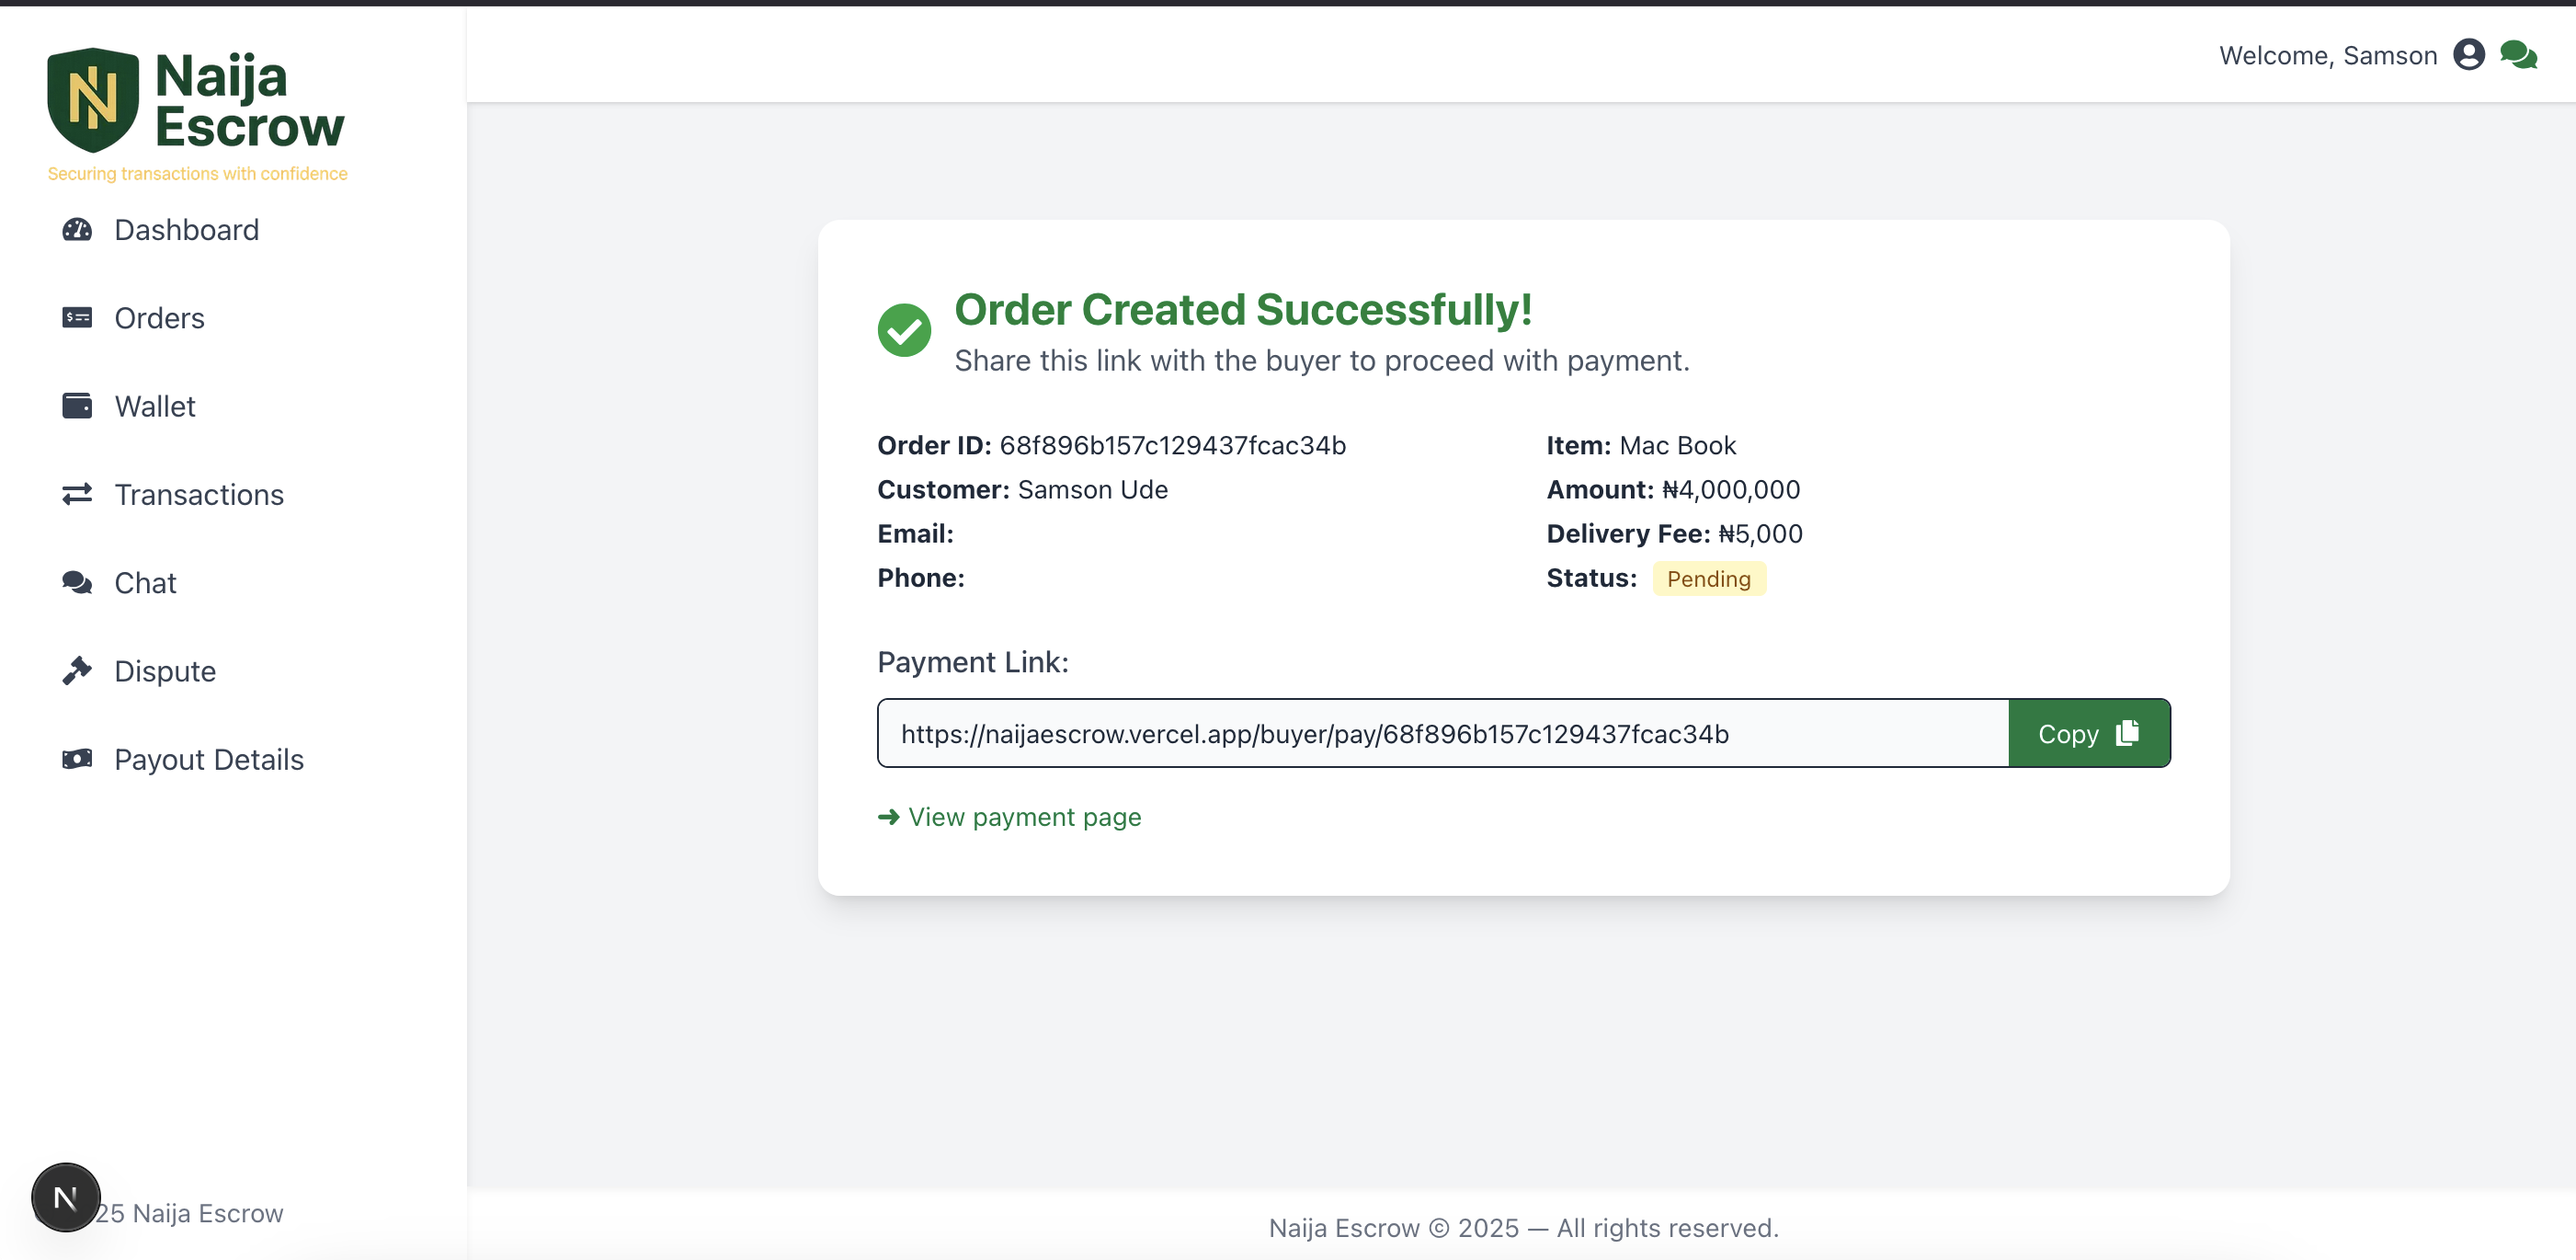 Naija
Escrow
Securing transactions with confidence
Welcome, Samson
Dashboard
Orders
Wallet
Transactions
Chat
Dispute
Payout Details
Order Created Successfully!
Share this link with the buyer to proceed with payment.
Order ID: 68f896b157c129437fcac34b
Customer: Samson Ude
Email:
Phone:
Item: Mac Book
Amount: ₦4,000,000
Delivery Fee: ₦5,000
Status: Pending
Payment Link:
https://naijaescrow.vercel.app/buyer/pay/68f896b157c129437fcac34b
Copy
➜ View payment page
N
25 Naija Escrow
Naija Escrow © 2025 — All rights reserved.